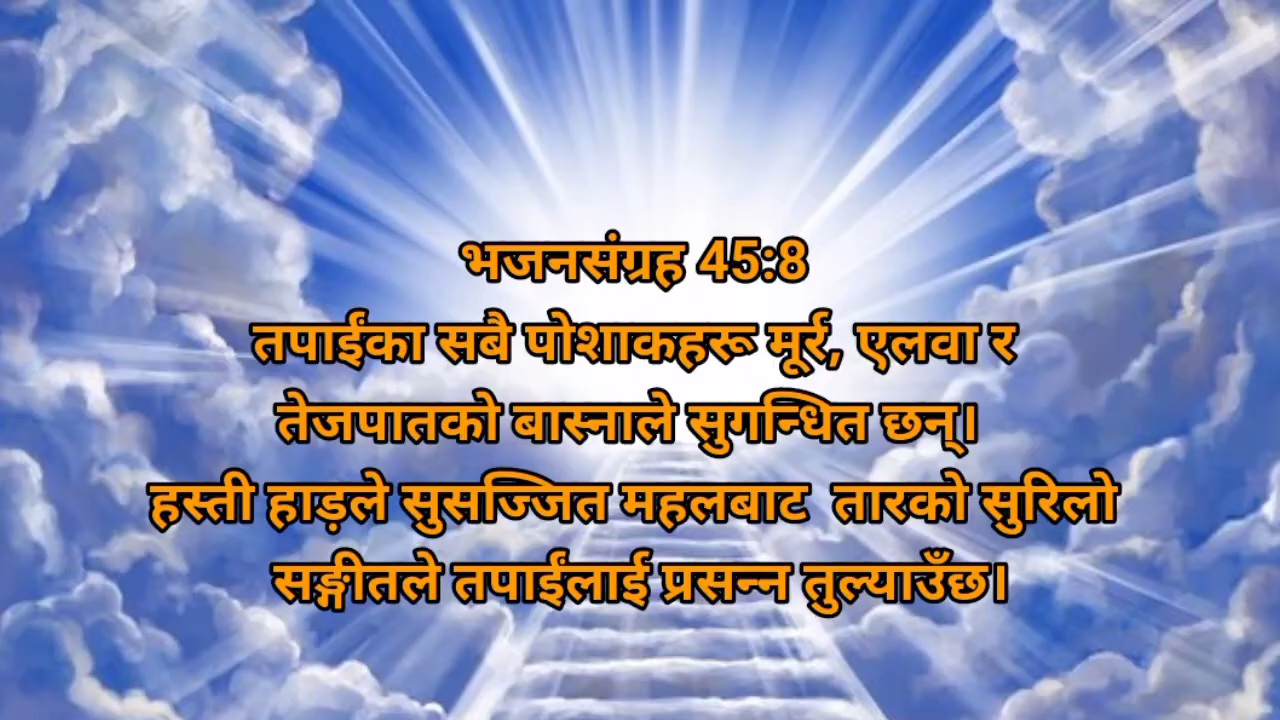 भजनसंग्रह 45:8
तपाईंका सबै पोशाकहरू मूर्र, एलवा र
तेजपातको बास्नाले सुगन्धित छन्।
हस्ती हाड़ले सुसज्जित महलबाट  तारको सुरिलो
सङ्गीतले तपाईंलाई प्रसन्न तुल्याउँछ।